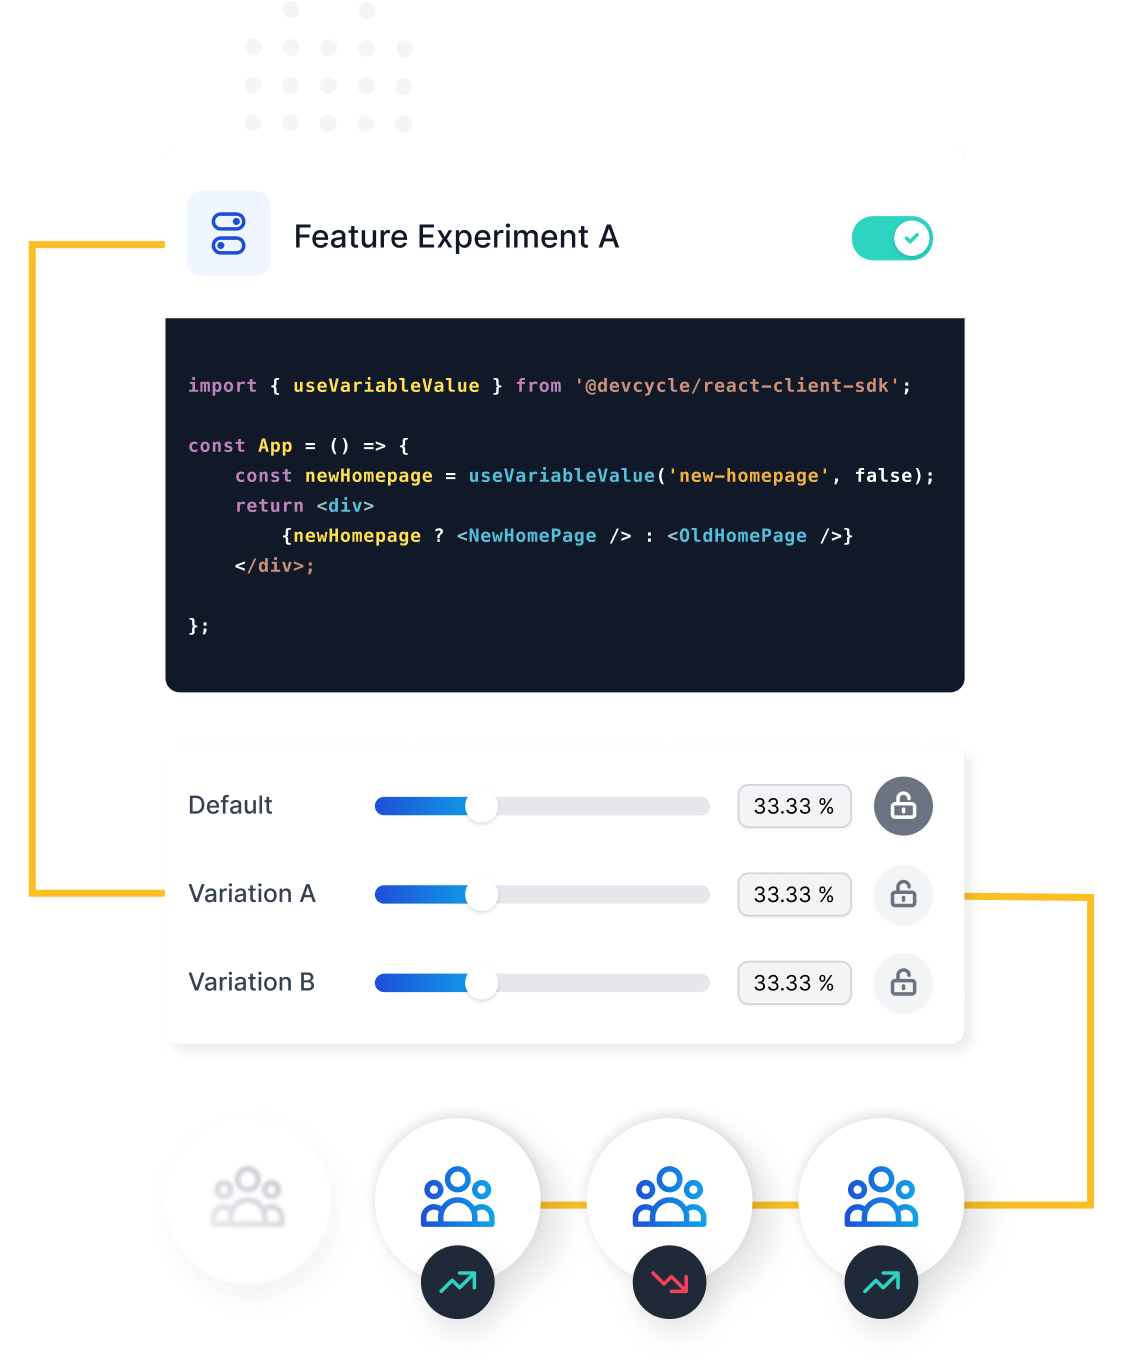 Feature Experiment A
import { useVariableValue } from '@devcycle/react-client-sdk';
const App = () => {
    const newHomepage = useVariableValue('new-homepage', false);
    return <div>
        {newHomepage ? <NewHomePage /> : <OldHomePage />}
    </div>;
};
Default 33.33 %
Variation A 33.33 %
Variation B 33.33 %